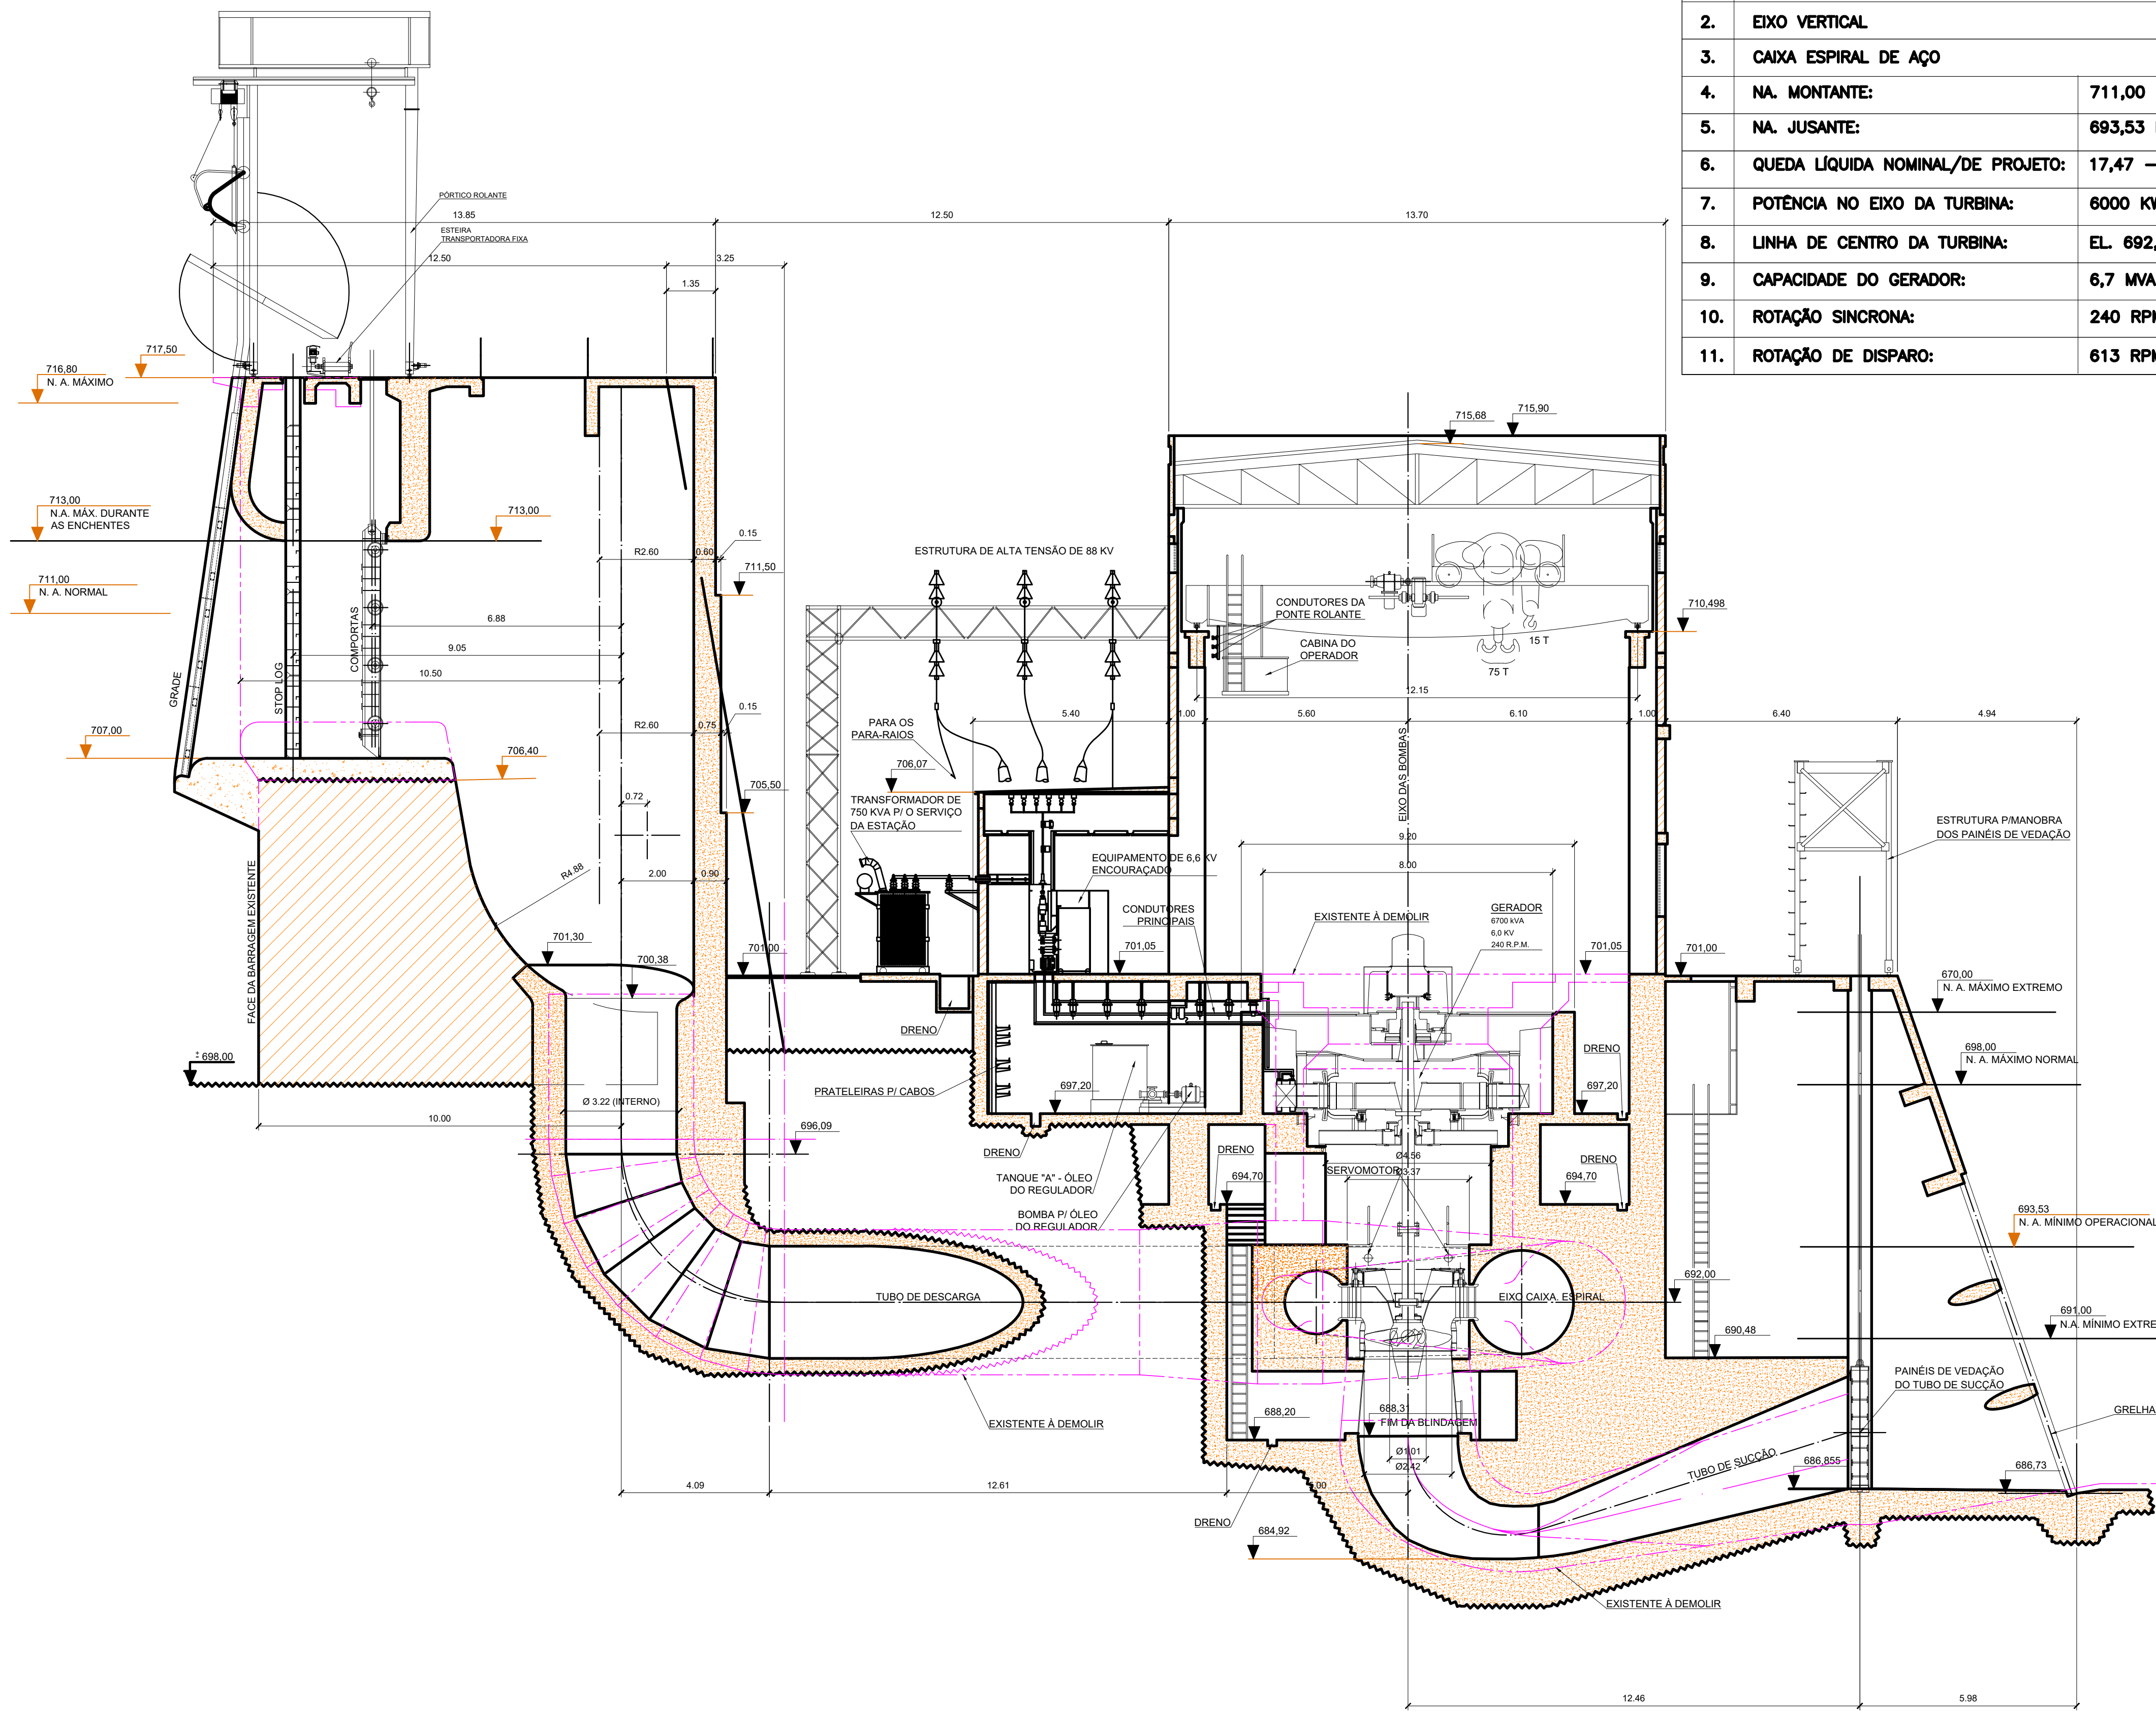 2. EIXO VERTICAL
3. CAIXA ESPIRAL DE AÇO
4. NA. MONTANTE: 711,00
5. NA. JUSANTE: 693,53
6. QUEDA LÍQUIDA NOMINAL/DE PROJETO: 17,47 –
7. POTÊNCIA NO EIXO DA TURBINA: 6000 KW
8. LINHA DE CENTRO DA TURBINA: EL. 692,
9. CAPACIDADE DO GERADOR: 6,7 MVA
10. ROTAÇÃO SINCRONA: 240 RPM
11. ROTAÇÃO DE DISPARO: 613 RPM
PÓRTICO ROLANTE
13.85
12.50
13.70
ESTEIRA
TRANSPORTADORA FIXA
12.50
3.25
1.35
717,50
716,80
N. A. MÁXIMO
715,68
715,90
713,00
N.A. MÁX. DURANTE
AS ENCHENTES
713,00
R2.60
0.60
0.15
711,50
711,00
N. A. NORMAL
ESTRUTURA DE ALTA TENSÃO DE 88 KV
CONDUTORES DA
PONTE ROLANTE
710,498
15 T
CABINA DO
OPERADOR
75 T
12.15
COMPORTAS
6.88
9.05
10.50
GRADE
STOP LOG
R2.60
0.75
0.15
5.40
1.00
5.60
6.10
1.00
6.40
4.94
PARA OS
PARA-RAIOS
EIXO DAS BOMBAS
707,00
706,40
706,07
705,50
0.72
TRANSFORMADOR DE
750 KVA P/ O SERVIÇO
DA ESTAÇÃO
ESTRUTURA P/MANOBRA
DOS PAINÉIS DE VEDAÇÃO
9.20
8.00
EQUIPAMENTO DE 6,6 KV
ENCOURAÇADO
R4.88
2.00
0.90
FACE DA BARRAGEM EXISTENTE
CONDUTORES
PRINCIPAIS
EXISTENTE À DEMOLIR
GERADOR
6700 kVA
6,0 KV
240 R.P.M.
701,30
700,38
701,00
701,05
701,05
701,00
670,00
N. A. MÁXIMO EXTREMO
DRENO
DRENO
698,00
N. A. MÁXIMO NORMAL
± 698,00
PRATELEIRAS P/ CABOS
697,20
697,20
Ø 3.22 (INTERNO)
10.00
696,09
DRENO
DRENO
DRENO
TANQUE "A" - ÓLEO
DO REGULADOR
SERVOMOTOR
Ø4.56
Ø3.37
694,70
694,70
BOMBA P/ ÓLEO
DO REGULADOR
693,53
N. A. MÍNIMO OPERACIONAL
692,00
TUBO DE DESCARGA
EIXO CAIXA. ESPIRAL
691,00
N.A. MÍNIMO EXTRE
690,48
PAINÉIS DE VEDAÇÃO
DO TUBO DE SUCÇÃO
688,20
688,31
FIM DA BLINDAGEM
EXISTENTE À DEMOLIR
GRELHA
Ø1.01
Ø2.42
TUBO DE SUCÇÃO
686,855
686,73
4.09
12.61
.00
DRENO
684,92
EXISTENTE À DEMOLIR
12.46
5.98